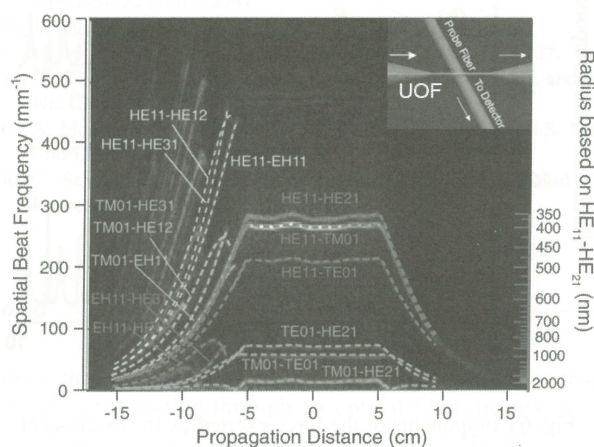 600
500
400
300
200
100
0
Spatial Beat Frequency (mm⁻¹)
-15
-10
-5
0
5
15
Propagation Distance (cm)
Radius based on HE₁₁-HE₂₁ (nm)
350
400
450
500
600
700
800
1000
2000
UOF
Probe Fiber
To Detector
HE11-HE12
HE11-HE31
HE11-EH11
TM01-HE31
TM01-HE12
TM01-EH11
EH11-HE31
HE11-HE21
HE11-TM01
HE11-TE01
TE01-HE21
TM01-TE01
TM01-HE21